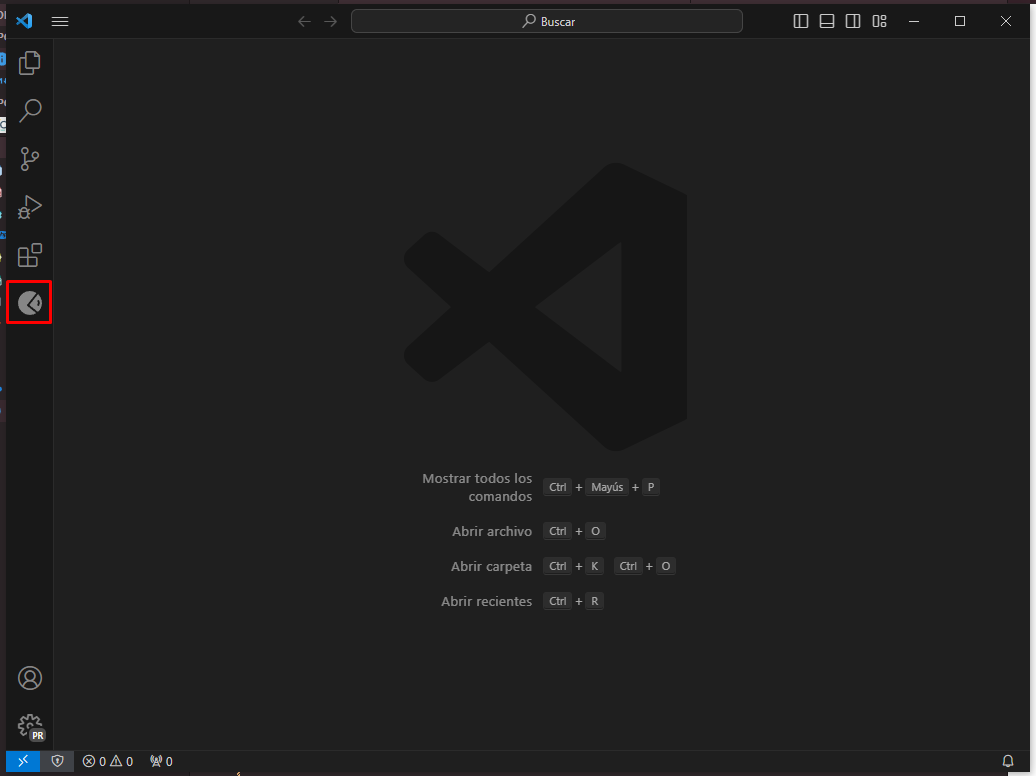 Buscar
Mostrar todos los comandos Ctrl + Mayús + P
Abrir archivo Ctrl + O
Abrir carpeta Ctrl + K Ctrl + O
Abrir recientes Ctrl + R
PR
0 0 0